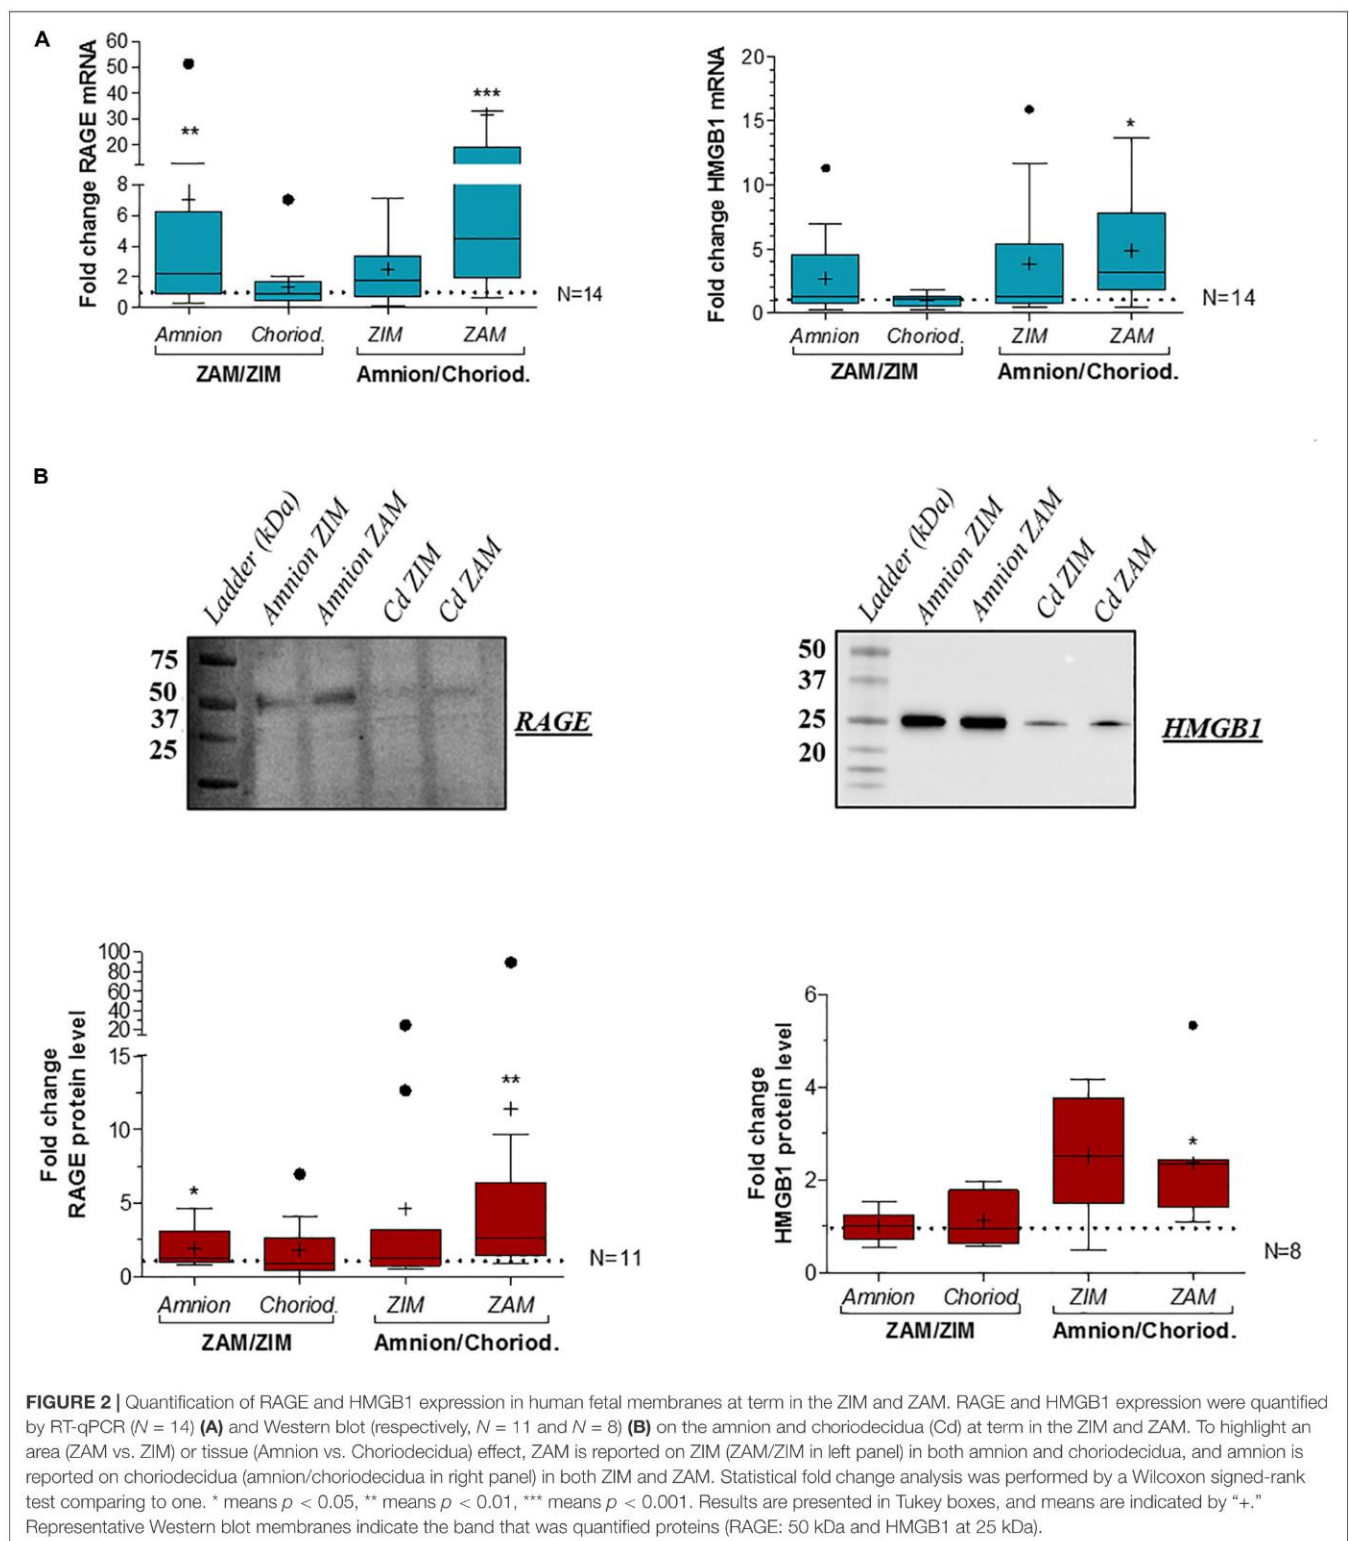 A
Fold change RAGE mRNA
60
50
40
30
20
8
6
4
2
0
**
***
N=14
Amnion Choriod. ZIM ZAM
ZAM/ZIM Amnion/Choriod.
Fold change HMGB1 mRNA
20
15
10
5
0
*
N=14
Amnion Choriod. ZIM ZAM
ZAM/ZIM Amnion/Choriod.
B
Ladder (kDa)
Amnion ZIM
Amnion ZAM
Cd ZIM
Cd ZAM
75
50
37
25
RAGE
Ladder (kDa)
Amnion ZIM
Amnion ZAM
Cd ZIM
Cd ZAM
50
37
25
20
HMGB1
Fold change
RAGE protein level
100
80
60
40
20
15
10
5
0
*
**
N=11
Amnion Choriod. ZIM ZAM
ZAM/ZIM Amnion/Choriod.
Fold change
HMGB1 protein level
6
4
2
0
*
N=8
Amnion Choriod. ZIM ZAM
ZAM/ZIM Amnion/Choriod.
FIGURE 2 | Quantification of RAGE and HMGB1 expression in human fetal membranes at term in the ZIM and ZAM. RAGE and HMGB1 expression were quantified
by RT-qPCR (N = 14) (A) and Western blot (respectively, N = 11 and N = 8) (B) on the amnion and choriodecidua (Cd) at term in the ZIM and ZAM. To highlight an
area (ZAM vs. ZIM) or tissue (Amnion vs. Choriodecidua) effect, ZAM is reported on ZIM (ZAM/ZIM in left panel) in both amnion and choriodecidua, and amnion is
reported on choriodecidua (amnion/choriodecidua in right panel) in both ZIM and ZAM. Statistical fold change analysis was performed by a Wilcoxon signed-rank
test comparing to one. * means p < 0.05, ** means p < 0.01, *** means p < 0.001. Results are presented in Tukey boxes, and means are indicated by “+.”
Representative Western blot membranes indicate the band that was quantified proteins (RAGE: 50 kDa and HMGB1 at 25 kDa).